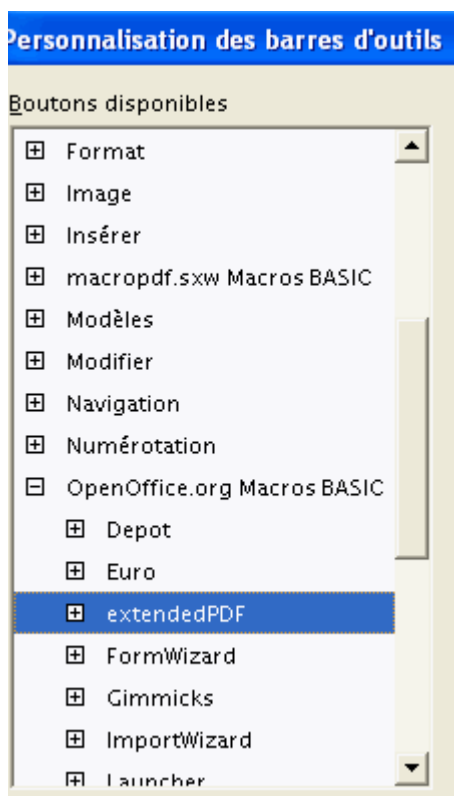 Personnalisation des barres d'outils
Boutons disponibles
Format
Image
Insérer
macropdf.sxw Macros BASIC
Modèles
Modifier
Navigation
Numérotation
OpenOffice.org Macros BASIC
Depot
Euro
extendedPDF
FormWizard
Gimmicks
ImportWizard
Launcher